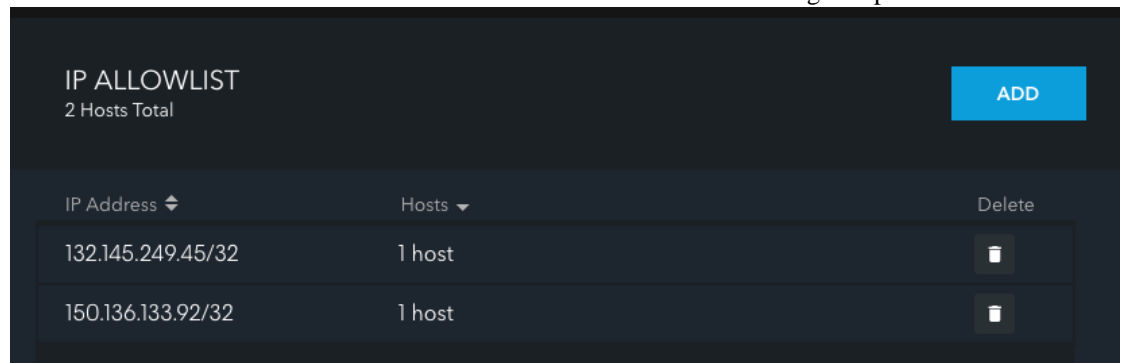 IP ALLOWLIST
2 Hosts Total
ADD
IP Address Hosts Delete
132.145.249.45/32 1 host
150.136.133.92/32 1 host